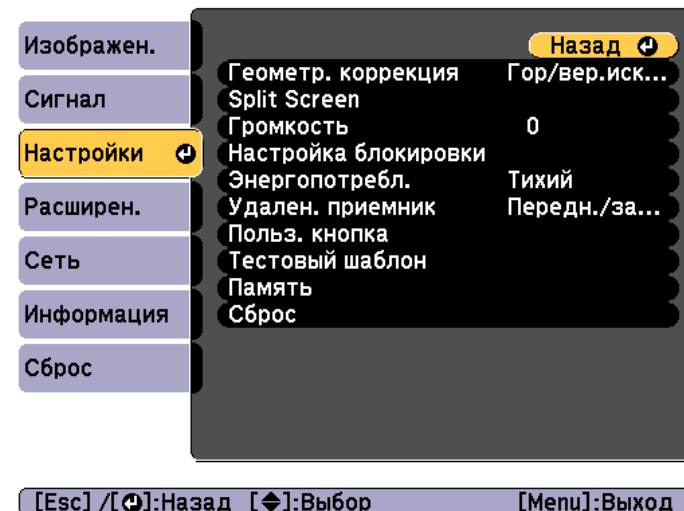 Изображен.
Сигнал
Настройки
Расширен.
Сеть
Информация
Сброс
Назад
Геометр. коррекция Гор/вер.иск...
Split Screen
Громкость 0
Настройка блокировки
Энергопотребл. Тихий
Удален. приемник Передн./за...
Польз. кнопка
Тестовый шаблон
Память
Сброс
[Esc] /[⏎]:Назад [◆]:Выбор [Menu]:Выход